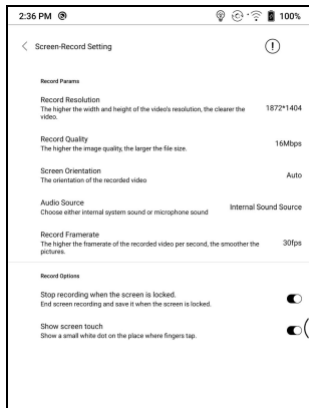 2:36 PM 100%
Screen-Record Setting
Record Params
Record Resolution
The higher the width and height of the video's resolution, the clearer the
video.
1872*1404
Record Quality
The higher the image quality, the larger the file size.
16Mbps
Screen Orientation
The orientation of the recorded video
Auto
Audio Source
Choose either internal system sound or microphone sound
Internal Sound Source
Record Framerate
The higher the framerate of the recorded video per second, the smoother the
pictures.
30fps
Record Options
Stop recording when the screen is locked.
End screen recording and save it when the screen is locked.
Show screen touch
Show a small white dot on the place where fingers tap.